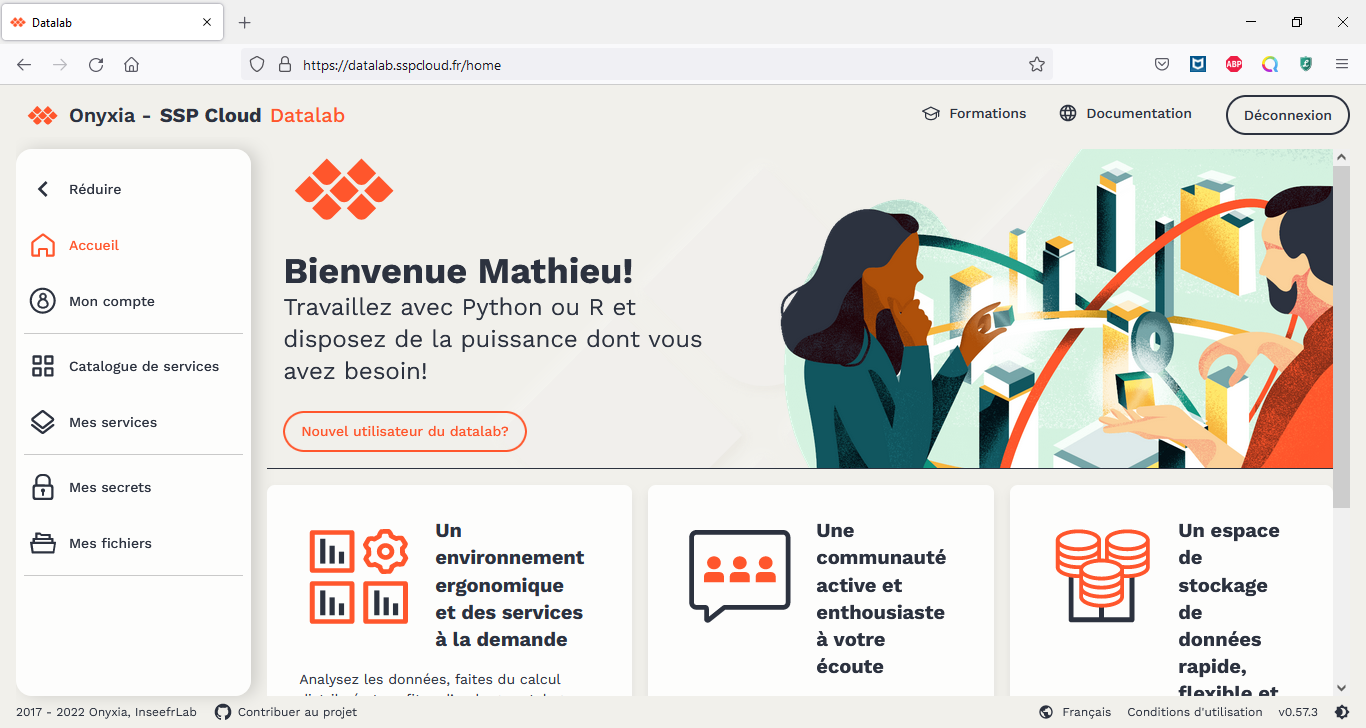 Datalab
https://datalab.sspcloud.fr/home
ABP
Onyxia - SSP Cloud Datalab
Formations
Documentation
Déconnexion
Réduire
Accueil
Mon compte
Catalogue de services
Mes services
Mes secrets
Mes fichiers
Bienvenue Mathieu!
Travaillez avec Python ou R et
disposez de la puissance dont vous
avez besoin!
Nouvel utilisateur du datalab?
Un
environnement
ergonomique
et des services
à la demande
Analysez les données, faites du calcul
Une
communauté
active et
enthousiaste
à votre
écoute
Un espace
de
stockage
de
données
rapide,
flexible et
2017 - 2022 Onyxia, InseefrLab
Contribuer au projet
Français
Conditions d'utilisation
v0.57.3